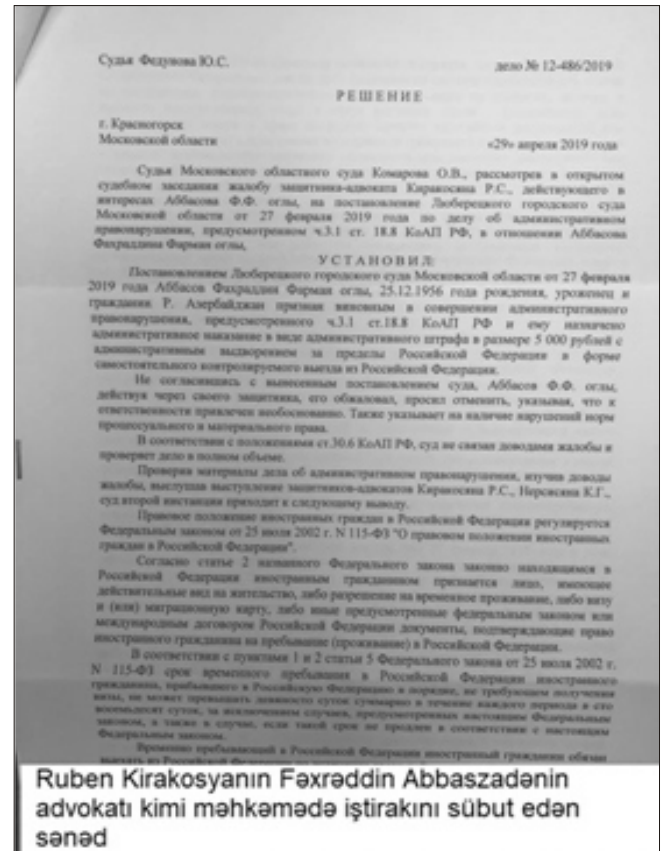 Судья Федунова Ю.С. дело № 12-486/2019
РЕШЕНИЕ
г. Красногорск
Московской области «29» апреля 2019 года
Судья Московского областного суда Комарова О.В., рассмотрев в открытом
судебном заседании жалобу защитника-адвоката Киракосяна Р.С., действующего в
интересах Аббасова Ф.Ф. оглы, на постановление Люберецкого городского суда
Московской области от 27 февраля 2019 года по делу об административном
правонарушении, предусмотренном ч.3.1 ст. 18.8 КоАП РФ, в отношении Аббасова
Фахраддина Фарман оглы,
УСТАНОВИЛ:
Постановлением Люберецкого городского суда Московской области от 27 февраля
2019 года Аббасов Фахраддин Фарман оглы, 25.12.1956 года рождения, уроженец и
гражданин Р. Азербайджан признан виновным в совершении административного
правонарушения, предусмотренного ч.3.1 ст.18.8 КоАП РФ и ему назначено
административное наказание в виде административного штрафа в размере 5 000 рублей с
административным выдворением за пределы Российской Федерации в форме
самостоятельного контролируемого выезда из Российской Федерации.
Не согласившись с вынесенным постановлением суда, Аббасов Ф.Ф. оглы,
действуя через своего защитника, его обжаловал, просил отменить, указывая, что к
ответственности привлечен необоснованно. Также указывает на наличие нарушений норм
процессуального и материального права.
В соответствии с положениями ст.30.6 КоАП РФ, суд не связан доводами жалобы и
проверяет дело в полном объеме.
Проверив материалы дела об административном правонарушении, изучив доводы
жалобы, выслушав выступление защитников-адвокатов Киракосяна Р.С., Нерсисяна К.Г.,
суд второй инстанции приходит к следующему выводу.
Правовое положение иностранных граждан в Российской Федерации регулируется
Федеральным законом от 25 июля 2002 г. N 115-ФЗ "О правовом положении иностранных
граждан в Российской Федерации".
Согласно статье 2 названного Федерального закона законно находящимся в
Российской Федерации иностранным гражданином признается лицо, имеющее
действительные вид на жительство, либо разрешение на временное проживание, либо визу
и (или) миграционную карту, либо иные предусмотренные федеральным законом или
международным договором Российской Федерации документы, подтверждающие право
иностранного гражданина на пребывание (проживание) в Российской Федерации.
В соответствии с пунктами 1 и 2 статьи 5 Федерального закона от 25 июля 2002 г.
N 115-ФЗ срок временного пребывания в Российской Федерации иностранного
гражданина, прибывшего в Российскую Федерацию в порядке, не требующем получения
визы, не может превышать девяносто суток суммарно в течение каждого периода в сто
восемьдесят суток, за исключением случаев, предусмотренных настоящим Федеральным
законом, а также в случае, если такой срок не продлен в соответствии с настоящим
Федеральным законом.
Временно пребывающий в Российской Федерации иностранный гражданин обязан
выехать из Российской Федерации
Ruben Kirakosyanın Fəxrəddin Abbaszadənin
advokatı kimi məhkəmədə iştirakını sübut edən
sənəd